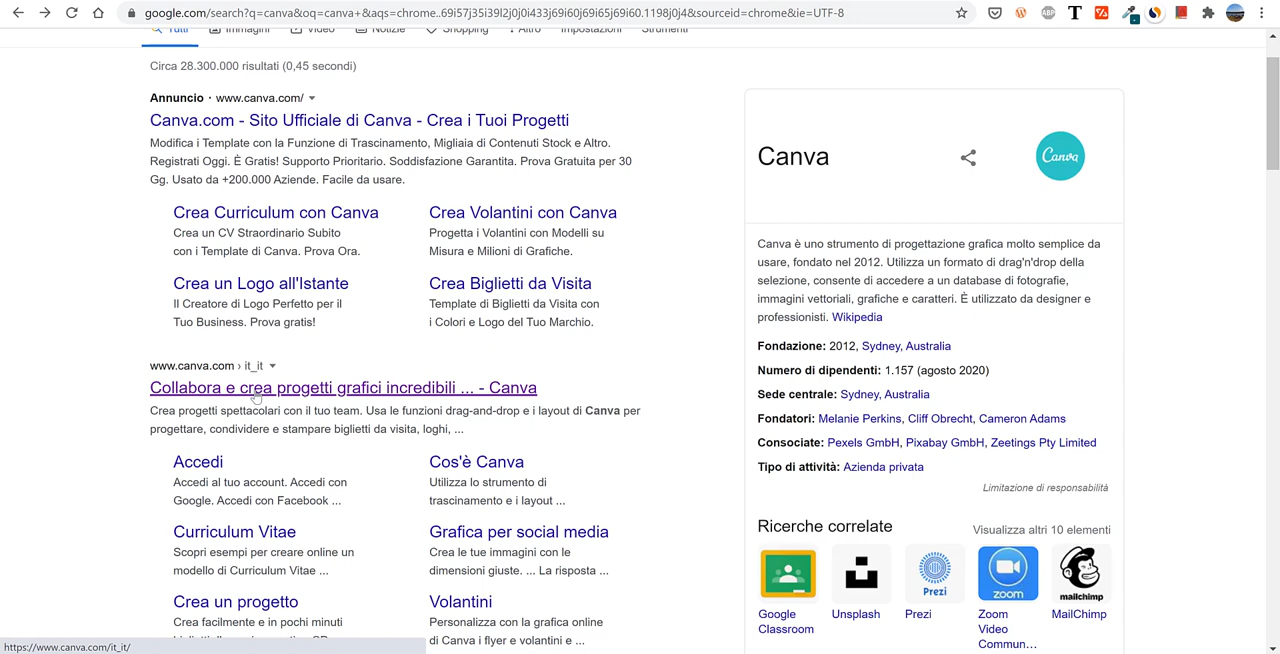 google.com/search?q=canva&oq=canva+&aqs=chrome..69i57j35i39l2j0j0i433j69i60j69i65j69i60.1198j0j4&sourceid=chrome&ie=UTF-8
Tutti Immagini Video Notizie Shopping Altro Impostazioni Strumenti
Circa 28.300.000 risultati (0,45 secondi)
Annuncio · www.canva.com/
Canva.com - Sito Ufficiale di Canva - Crea i Tuoi Progetti
Modifica i Template con la Funzione di Trascinamento, Migliaia di Contenuti Stock e Altro.
Registrati Oggi. È Gratis! Supporto Prioritario. Soddisfazione Garantita. Prova Gratuita per 30
Gg. Usato da +200.000 Aziende. Facile da usare.
Crea Curriculum con Canva
Crea un CV Straordinario Subito
con i Template di Canva. Prova Ora.
Crea Volantini con Canva
Progetta i Volantini con Modelli su
Misura e Milioni di Grafiche.
Crea un Logo all'Istante
Il Creatore di Logo Perfetto per il
Tuo Business. Prova gratis!
Crea Biglietti da Visita
Template di Biglietti da Visita con
i Colori e Logo del Tuo Marchio.
www.canva.com › it_it
Collabora e crea progetti grafici incredibili ... - Canva
Crea progetti spettacolari con il tuo team. Usa le funzioni drag-and-drop e i layout di Canva per
progettare, condividere e stampare biglietti da visita, loghi, ...
Accedi
Accedi al tuo account. Accedi con
Google. Accedi con Facebook ...
Cos'è Canva
Utilizza lo strumento di
trascinamento e i layout ...
Curriculum Vitae
Scopri esempi per creare online un
modello di Curriculum Vitae ...
Grafica per social media
Crea le tue immagini con le
dimensioni giuste. ... La risposta ...
Crea un progetto
Crea facilmente e in pochi minuti
Volantini
Personalizza con la grafica online
di Canva i flyer e volantini e ...
https://www.canva.com/it_it/
Canva
Canva
Canva è uno strumento di progettazione grafica molto semplice da
usare, fondato nel 2012. Utilizza un formato di drag'n'drop della
selezione, consente di accedere a un database di fotografie,
immagini vettoriali, grafiche e caratteri. È utilizzato da designer e
professionisti. Wikipedia
Fondazione: 2012, Sydney, Australia
Numero di dipendenti: 1.157 (agosto 2020)
Sede centrale: Sydney, Australia
Fondatori: Melanie Perkins, Cliff Obrecht, Cameron Adams
Consociate: Pexels GmbH, Pixabay GmbH, Zeetings Pty Limited
Tipo di attività: Azienda privata
Limitazione di responsabilità
Ricerche correlate
Visualizza altri 10 elementi
Prezi
zoom
mailchimp
Google
Classroom
Unsplash
Prezi
Zoom
Video
Commun...
MailChimp